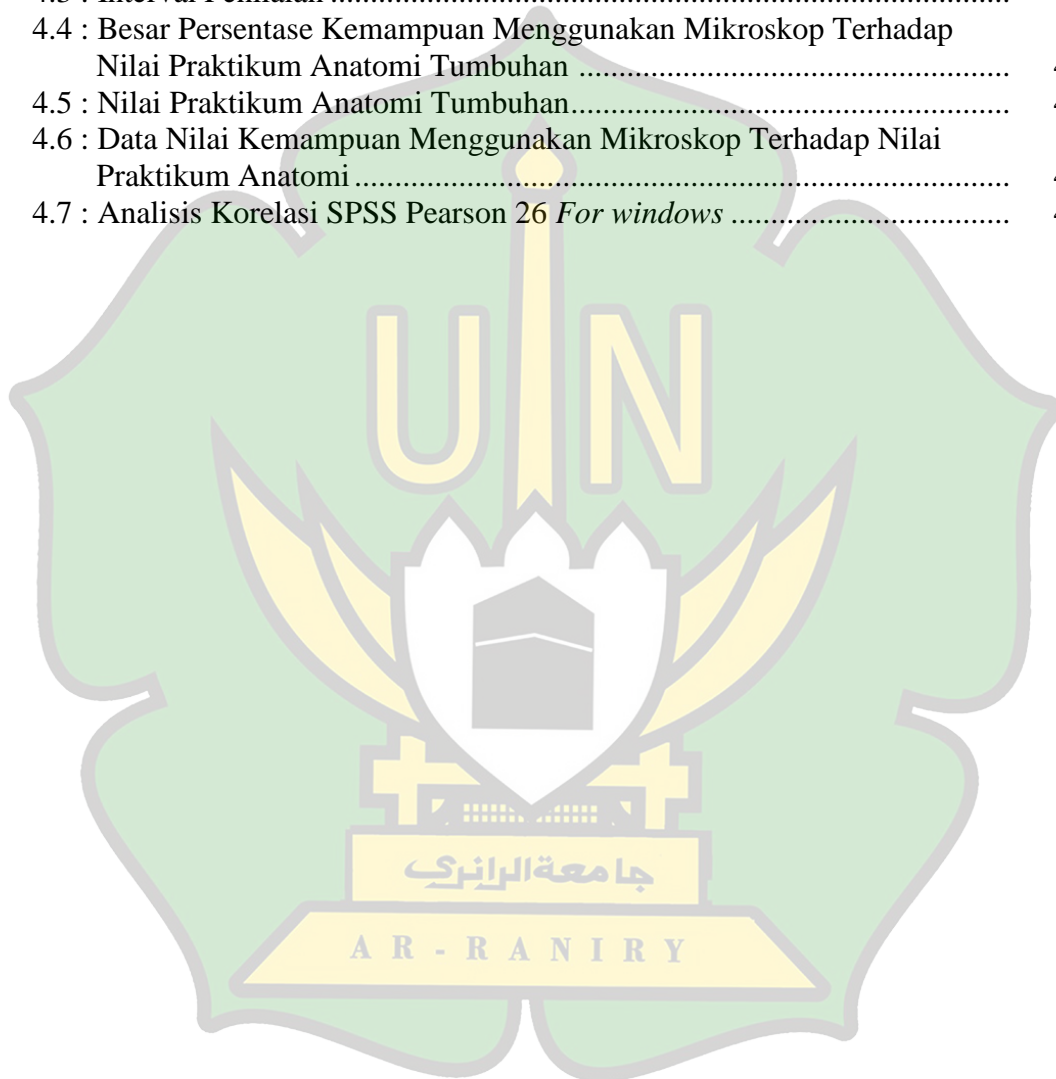 4.4 : Besar Persentase Kemampuan Menggunakan Mikroskop Terhadap
Nilai Praktikum Anatomi Tumbuhan ......................................................
4.5 : Nilai Praktikum Anatomi Tumbuhan.......................................................
4.6 : Data Nilai Kemampuan Menggunakan Mikroskop Terhadap Nilai
Praktikum Anatomi..................................................................................
4.7 : Analisis Korelasi SPSS Pearson 26 For windows ...................................
UIN
جامعة الرانري
AR-RANIRY